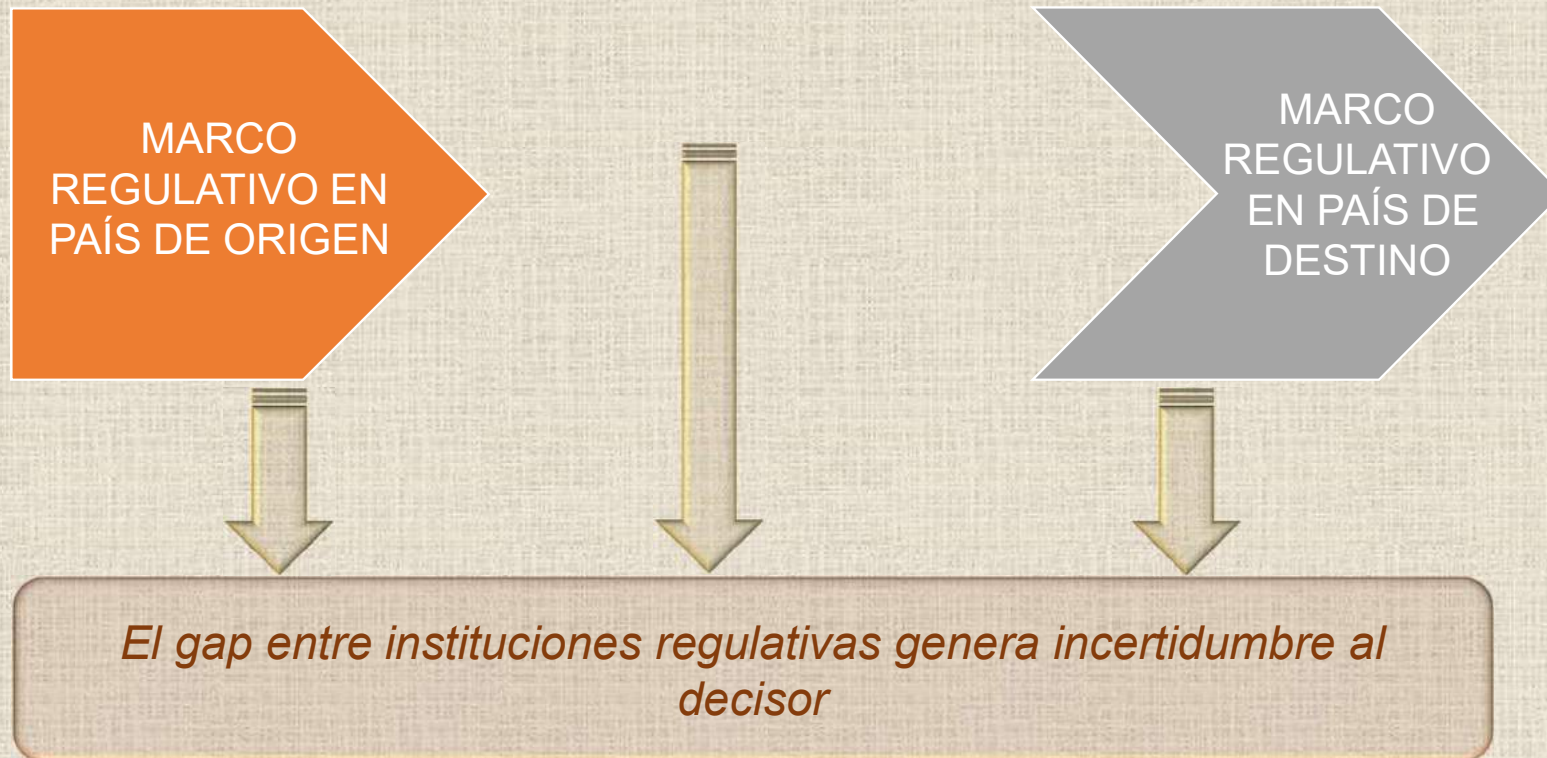 MARCO
REGULATIVO EN
PAÍS DE ORIGEN
MARCO
REGULATIVO
EN PAÍS DE
DESTINO
El gap entre instituciones regulativas genera incertidumbre al
decisor